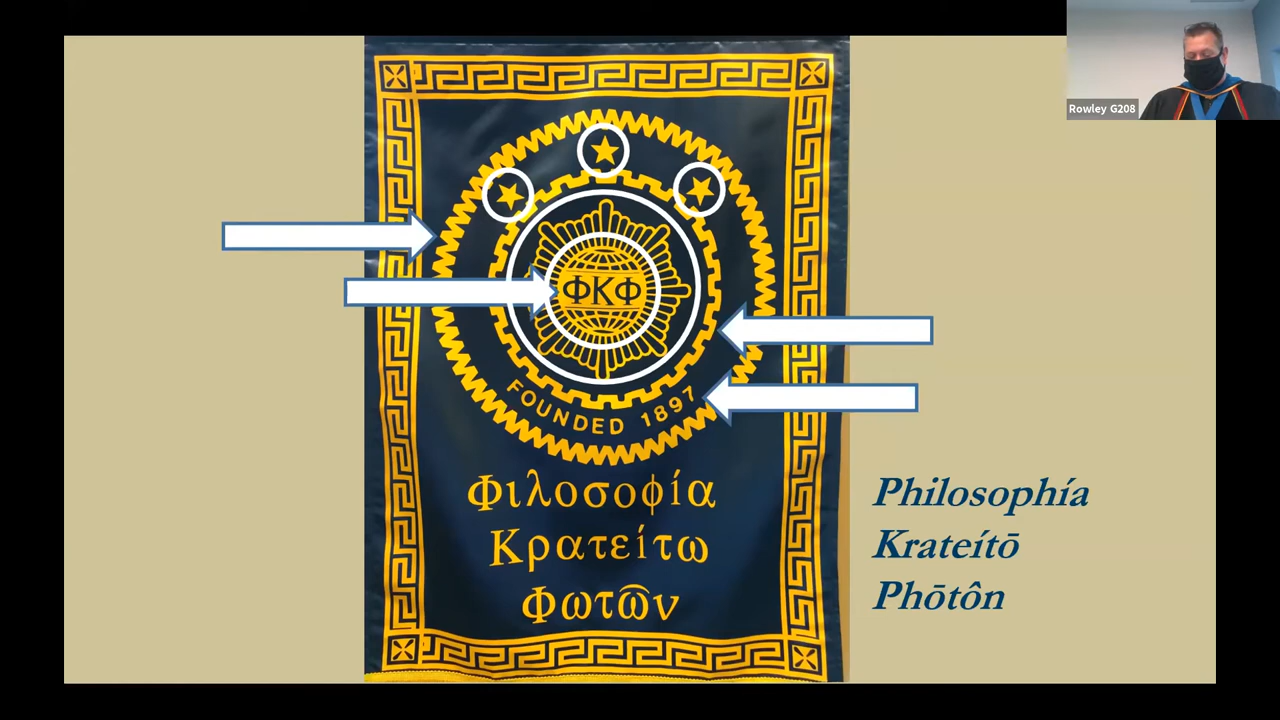 Rowley G208
ΦΚΦ
FOUNDED 1897
Φιλοσοφία
Κρατείτω
Φωτῶν
Philosophía
Krateítō
Phōtôn